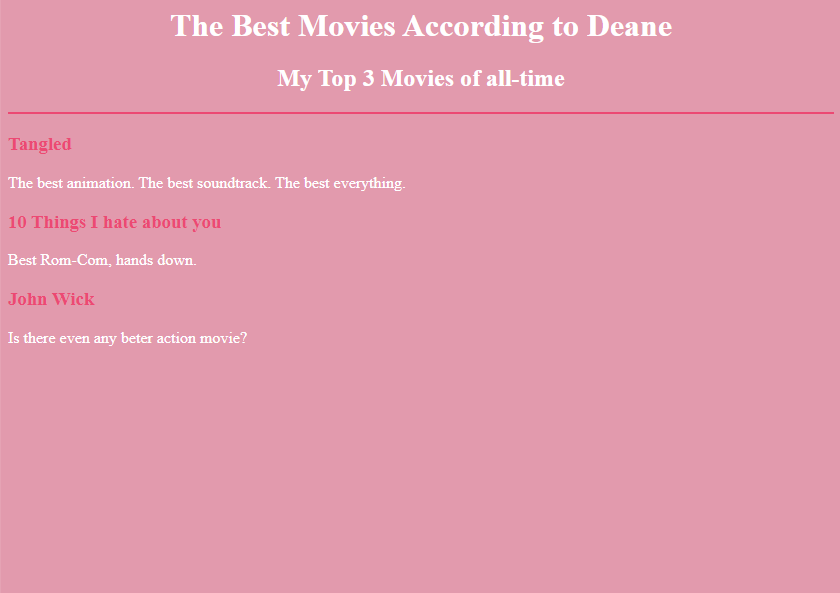 The Best Movies According to Deane
My Top 3 Movies of all-time
Tangled
The best animation. The best soundtrack. The best everything.
10 Things I hate about you
Best Rom-Com, hands down.
John Wick
Is there even any beter action movie?